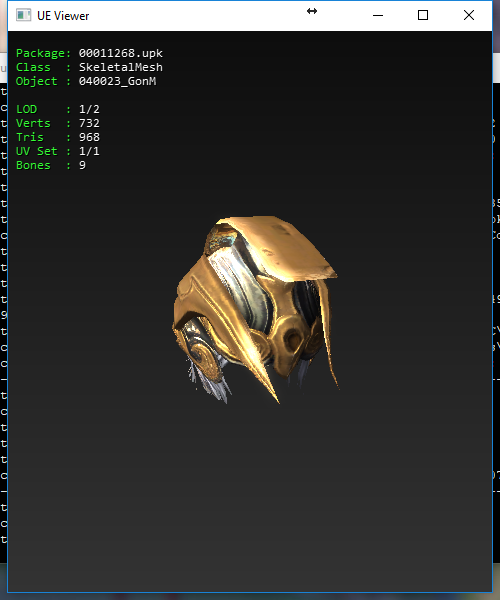 UE Viewer
Package: 00011268.upk
Class : SkeletalMesh
Object : 040023_GonM
LOD : 1/2
Verts : 732
Tris : 968
UV Set : 1/1
Bones : 9